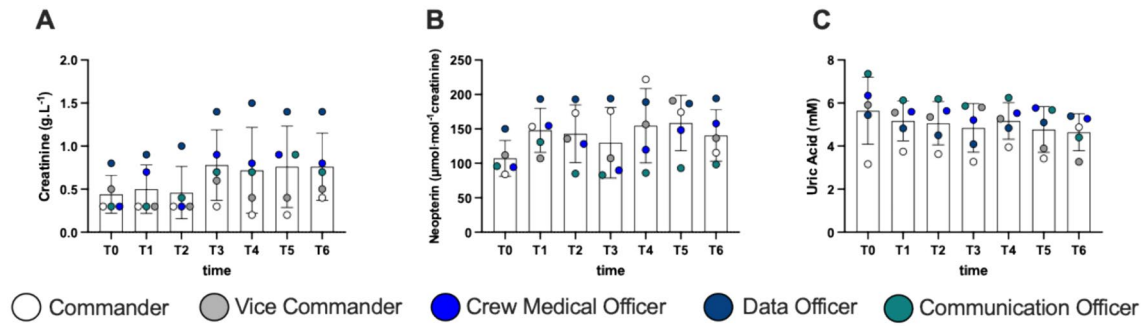 A
B
C
Creatinine (g.L-1)
2.0
1.5
1.0
0.5
0.0
T0 T1 T2 T3 T4 T5 T6
time
Neopterin (μmol·mol-1·creatinine)
250
200
150
100
50
0
T0 T1 T2 T3 T4 T5 T6
time
Uric Acid (mM)
8
6
4
2
0
T0 T1 T2 T3 T4 T5 T6
time
Commander Vice Commander Crew Medical Officer Data Officer Communication Officer